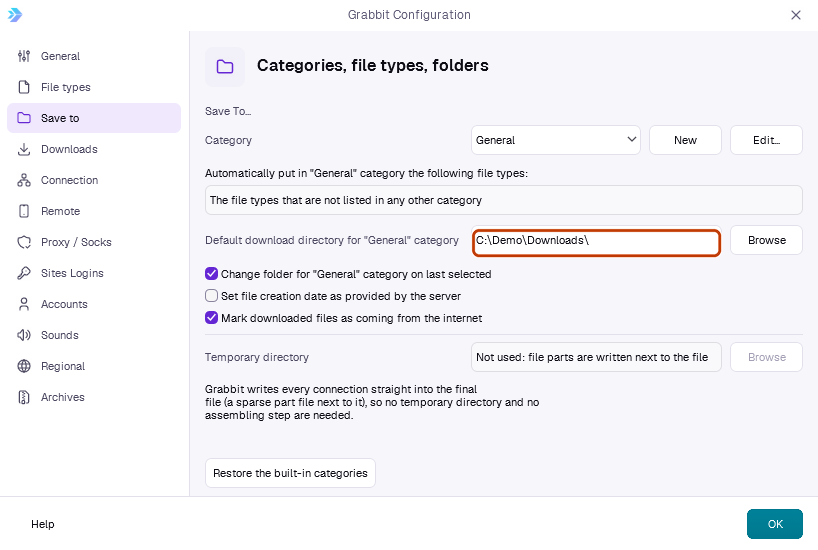 Grabbit Configuration
General
File types
Save to
Downloads
Connection
Remote
Proxy / Socks
Sites Logins
Accounts
Sounds
Regional
Archives
Categories, file types, folders
Save To...
Category
General
New
Edit...
Automatically put in "General" category the following file types:
The file types that are not listed in any other category
Default download directory for "General" category
C:\Demo\Downloads\
Browse
Change folder for "General" category on last selected
Set file creation date as provided by the server
Mark downloaded files as coming from the internet
Temporary directory
Not used: file parts are written next to the file
Browse
Grabbit writes every connection straight into the final
file (a sparse part file next to it), so no temporary directory and no
assembling step are needed.
Restore the built-in categories
Help
OK